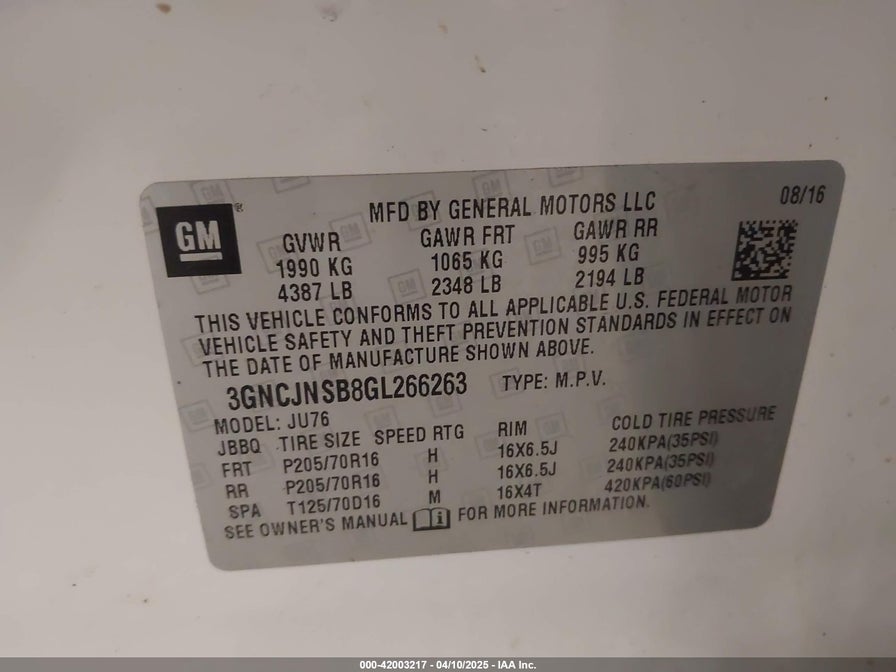 GM®
MFD BY GENERAL MOTORS LLC 08/16
GVWR GAWR FRT GAWR RR
1990 KG 1065 KG 995 KG
4387 LB 2348 LB 2194 LB
THIS VEHICLE CONFORMS TO ALL APPLICABLE U.S. FEDERAL MOTOR
VEHICLE SAFETY AND THEFT PREVENTION STANDARDS IN EFFECT ON
THE DATE OF MANUFACTURE SHOWN ABOVE.
3GNCJNSB8GL266263 TYPE: M.P.V.
MODEL: JU76
JBBQ TIRE SIZE SPEED RTG RIM COLD TIRE PRESSURE
FRT P205/70R16 H 16X6.5J 240KPA(35PSI)
RR P205/70R16 H 16X6.5J 240KPA(35PSI)
SPA T125/70D16 M 16X4T 420KPA(60PSI)
SEE OWNER'S MANUAL i FOR MORE INFORMATION.
000-42003217 - 04/10/2025 - IAA Inc.